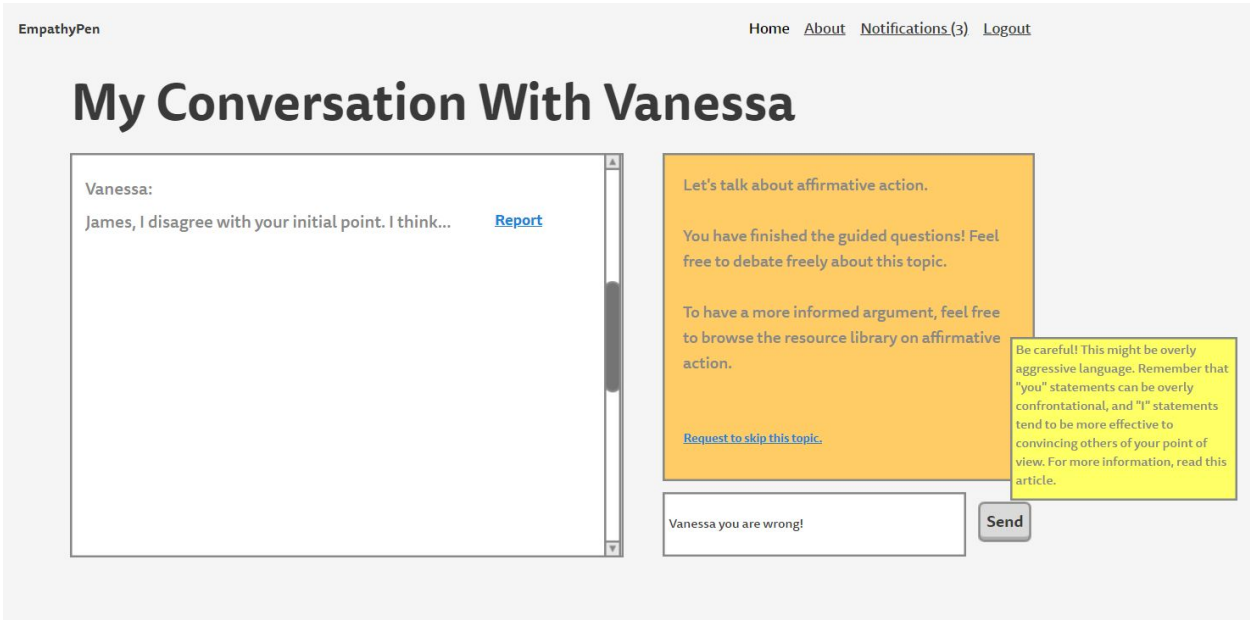 EmpathyPen
Home About Notifications (3) Logout
My Conversation With Vanessa
Vanessa:
James, I disagree with your initial point. I think...
Report
Let's talk about affirmative action.
You have finished the guided questions! Feel
free to debate freely about this topic.
To have a more informed argument, feel free
to browse the resource library on affirmative
action.
Request to skip this topic.
Be careful! This might be overly
aggressive language. Remember that
"you" statements can be overly
confrontational, and "I" statements
tend to be more effective to
convincing others of your point of
view. For more information, read this
article.
Vanessa you are wrong!
Send